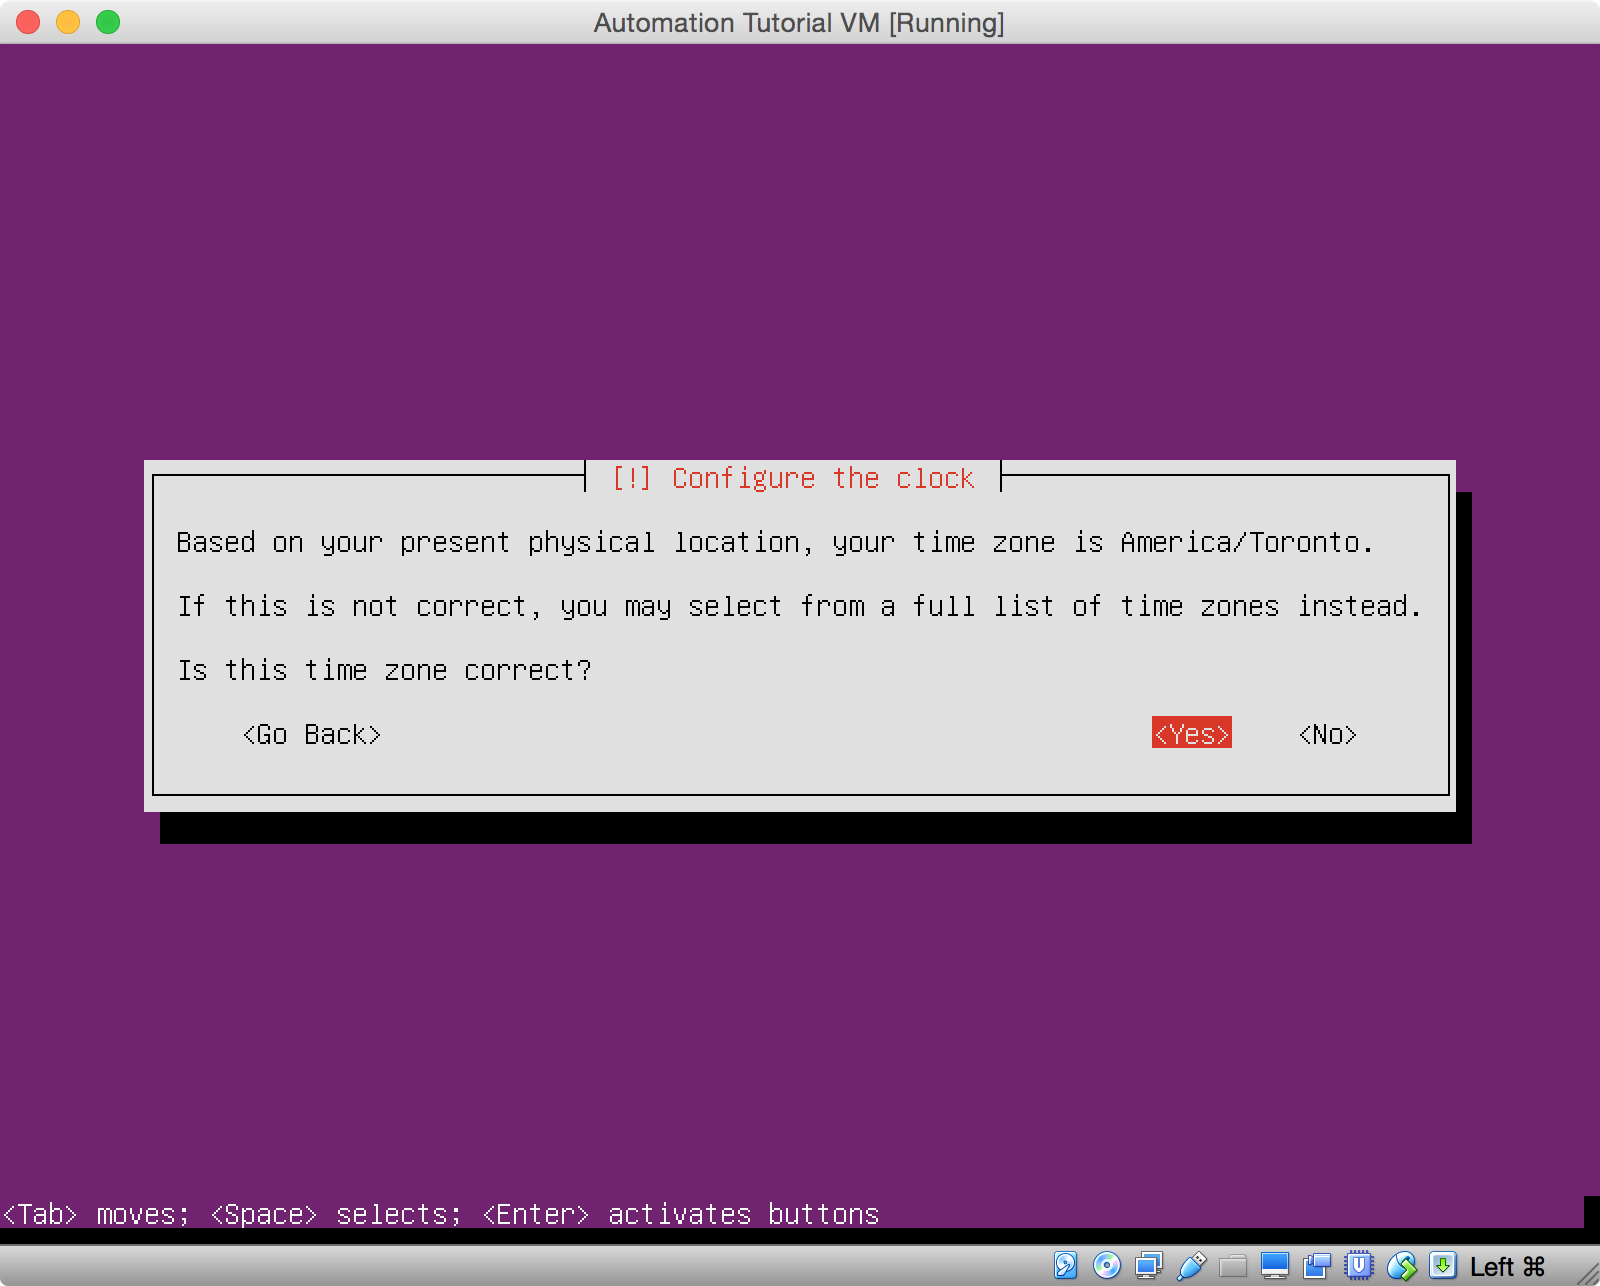 Automation Tutorial VM [Running]
[!] Configure the clock
Based on your present physical location, your time zone is America/Toronto.
If this is not correct, you may select from a full list of time zones instead.
Is this time zone correct?
<Go Back> <Yes> <No>
<Tab> moves; <Space> selects; <Enter> activates buttons
Left ⌘